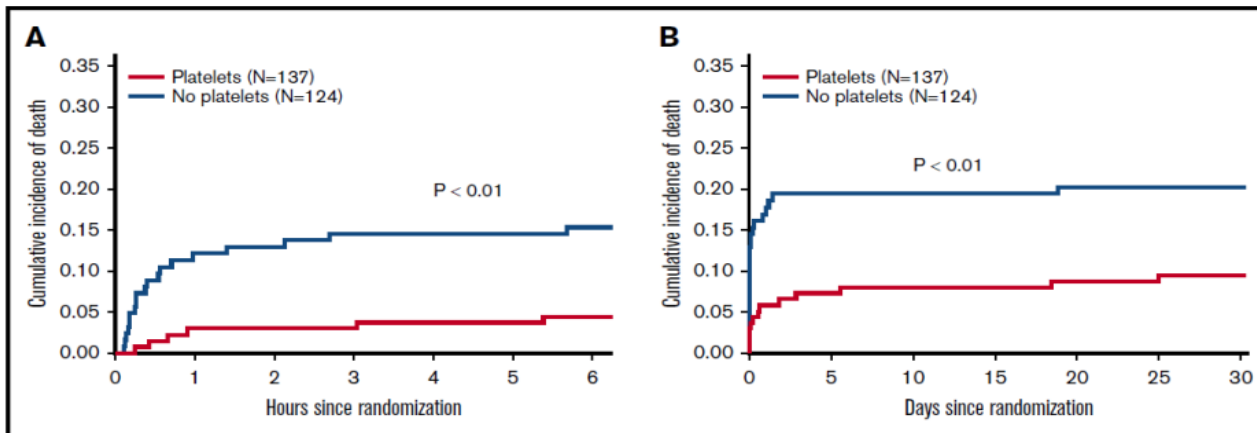 A
Cumulative incidence of death
0.35
0.30
0.25
0.20
0.15
0.10
0.05
0.00
Platelets (N=137)
No platelets (N=124)
P < 0.01
0 1 2 3 4 5 6
Hours since randomization
B
Cumulative incidence of death
0.35
0.30
0.25
0.20
0.15
0.10
0.05
0.00
Platelets (N=137)
No platelets (N=124)
P < 0.01
0 5 10 15 20 25 30
Days since randomization